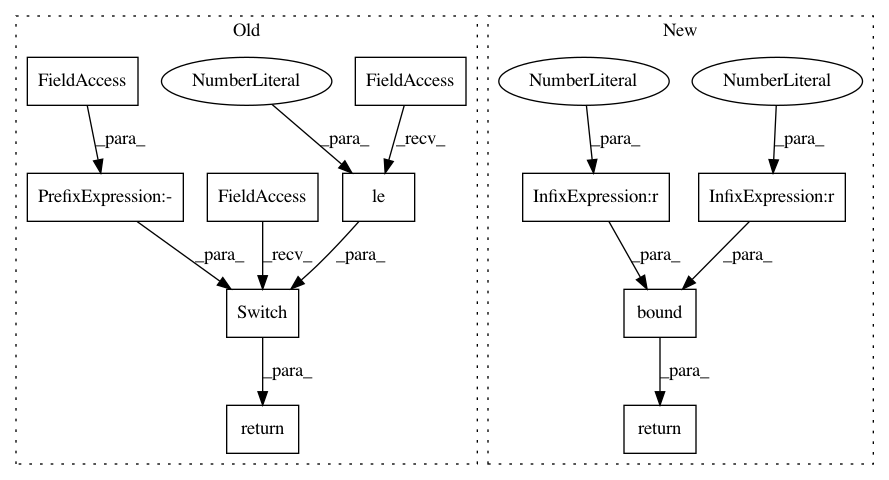 Old
New
FieldAccess
NumberLiteral
FieldAccess
NumberLiteral
NumberLiteral
_para_
_para_
_recv_
_para_
_para_
PrefixExpression:-
FieldAccess
le
InfixExpression:r
InfixExpression:r
_para_
_recv_
_para_
_para_
_para_
Switch
bound
_para_
_para_
return
return